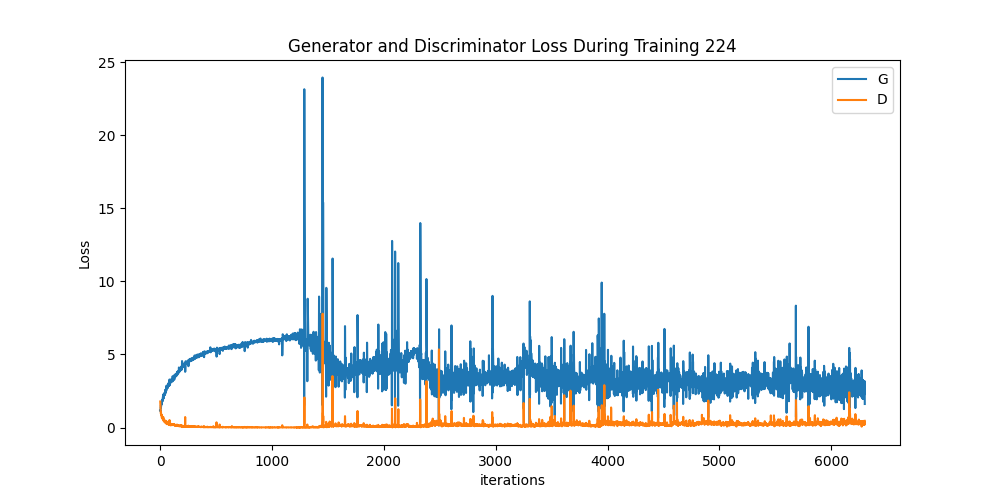 Generator and Discriminator Loss During Training 224
G
D
25
20
15
10
5
0
Loss
0 1000 2000 3000 4000 5000 6000
iterations